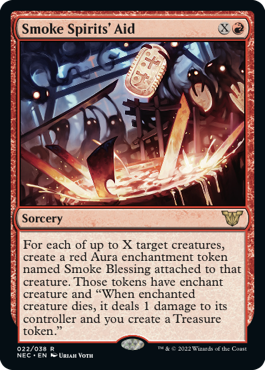 Smoke Spirits' Aid X
Sorcery
For each of up to X target creatures,
create a red Aura enchantment token
named Smoke Blessing attached to that
creature. Those tokens have enchant
creature and “When enchanted
creature dies, it deals 1 damage to its
controller and you create a Treasure
token.”
022/038 R
NEC • EN Uriah Voth
™ & © 2022 Wizards of the Coast